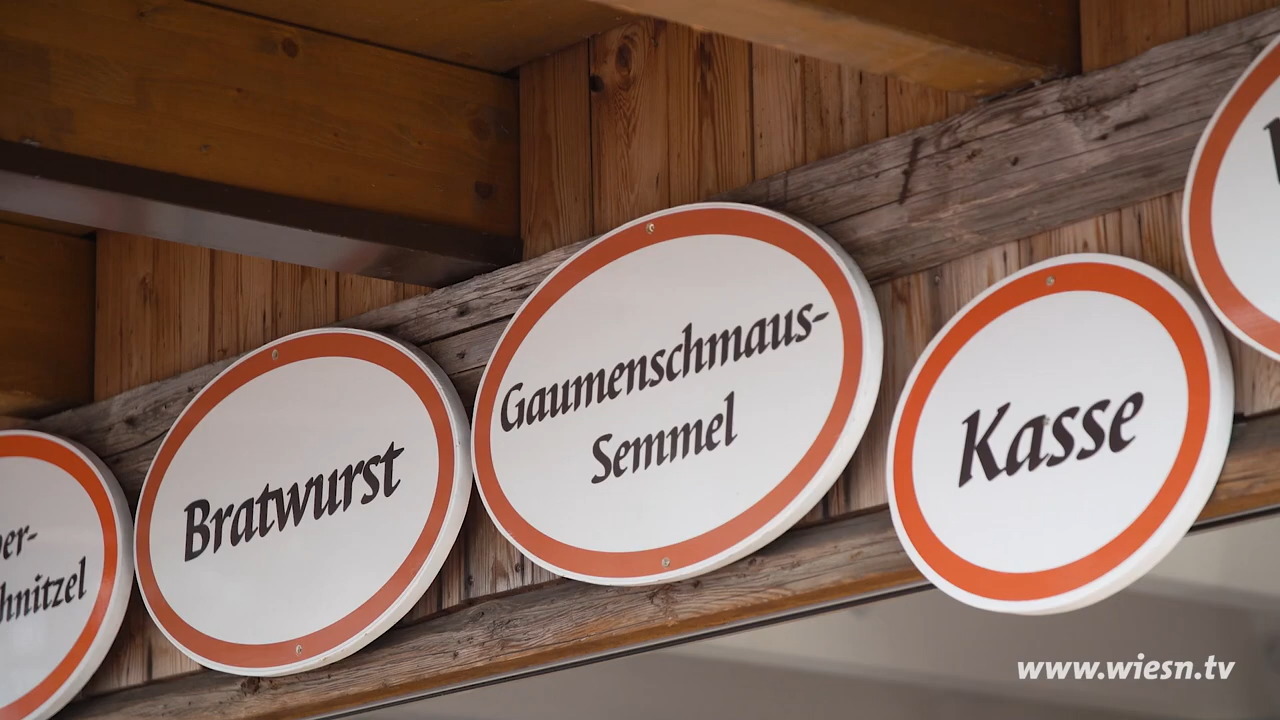 hnitzel
Bratwurst
Gaumenschmaus-
Semmel
Kasse
www.wiesn.tv